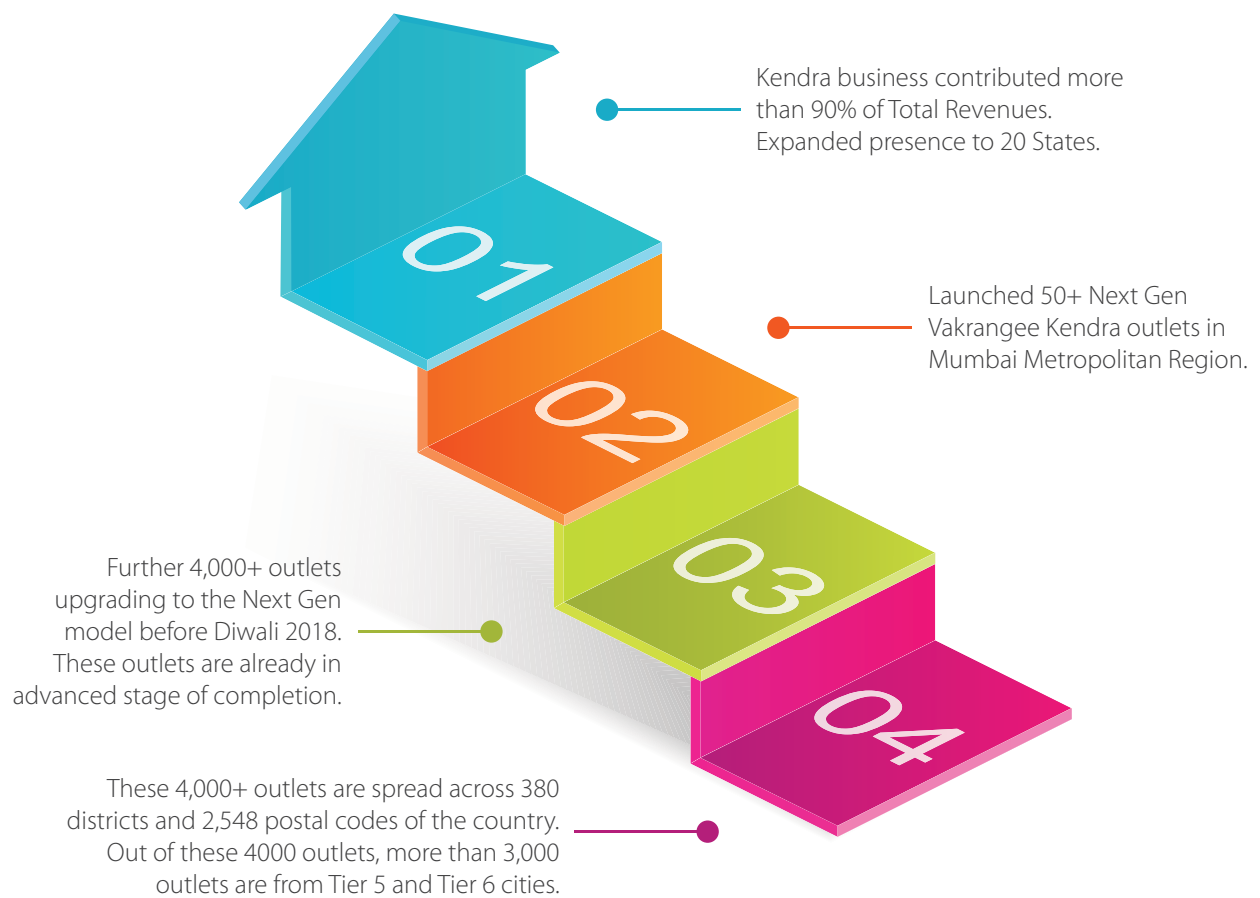 Kendra business contributed more
than 90% of Total Revenues.
Expanded presence to 20 States.
01
Launched 50+ Next Gen
Vakrangee Kendra outlets in
Mumbai Metropolitan Region.
02
Further 4,000+ outlets
upgrading to the Next Gen
model before Diwali 2018.
These outlets are already in
advanced stage of completion.
03
These 4,000+ outlets are spread across 380
districts and 2,548 postal codes of the country.
Out of these 4000 outlets, more than 3,000
outlets are from Tier 5 and Tier 6 cities.
04